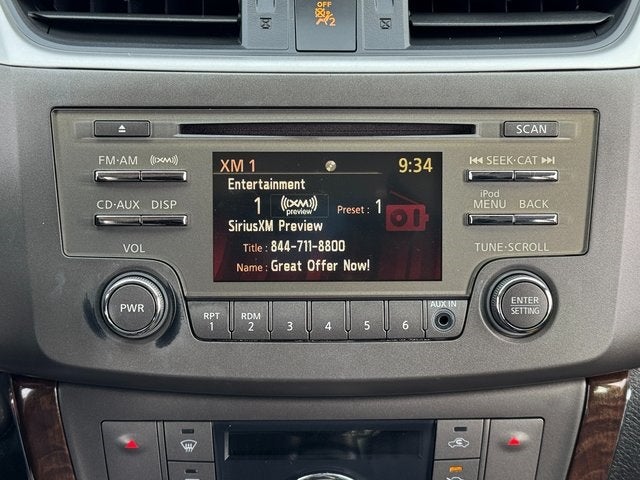 OFF
2
SCAN
FM·AM
(XM)
SEEK·CAT
CD·AUX DISP
iPod
MENU BACK
VOL
TUNE·SCROLL
XM 1 9:34
Entertainment
1 ((XM)) preview Preset : 1
SiriusXM Preview
Title : 844-711-8800
Name : Great Offer Now!
PWR
RPT
1
RDM
2
3
4
5
6
AUX IN
ENTER
SETTING